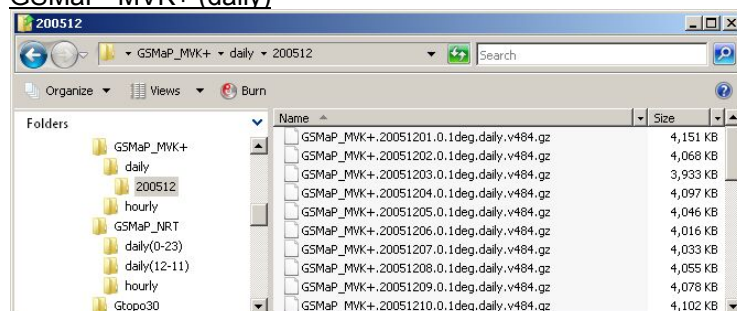 GSMaP_MVK+ (daily)
200512
GSMaP_MVK+ daily 200512 Search
Organize Views Burn
Folders
GSMaP_MVK+
daily
200512
hourly
GSMaP_NRT
daily(0-23)
daily(12-11)
hourly
Gtopo30
Name Size
GSMaP_MVK+.20051201.0.1deg.daily.v484.gz 4,151 KB
GSMaP_MVK+.20051202.0.1deg.daily.v484.gz 4,068 KB
GSMaP_MVK+.20051203.0.1deg.daily.v484.gz 3,933 KB
GSMaP_MVK+.20051204.0.1deg.daily.v484.gz 4,097 KB
GSMaP_MVK+.20051205.0.1deg.daily.v484.gz 4,046 KB
GSMaP_MVK+.20051206.0.1deg.daily.v484.gz 4,016 KB
GSMaP_MVK+.20051207.0.1deg.daily.v484.gz 4,033 KB
GSMaP_MVK+.20051208.0.1deg.daily.v484.gz 4,055 KB
GSMaP_MVK+.20051209.0.1deg.daily.v484.gz 4,078 KB
GSMaP_MVK+.20051210.0.1deg.daily.v484.gz 4,102 KB